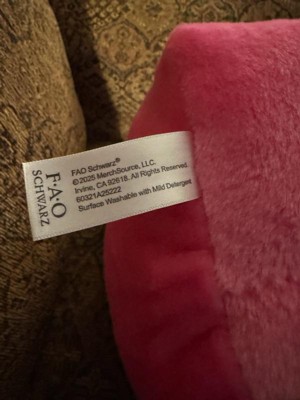 F·A·O
SCHWARZ
FAO Schwarz®
©2025 MerchSource, LLC.
Irvine, CA 92618. All Rights Reserved.
60321A25222
Surface Washable with Mild Detergent